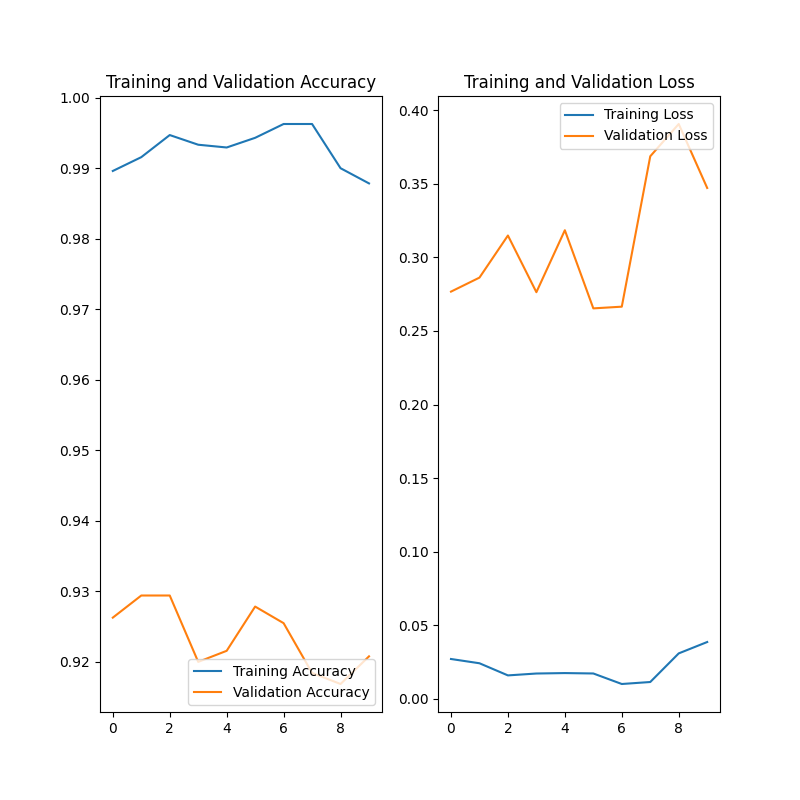 Training and Validation Accuracy
1.00
0.99
0.98
0.97
0.96
0.95
0.94
0.93
0.92
0 2 4 6 8
Training Accuracy
Validation Accuracy
Training and Validation Loss
0.40
0.35
0.30
0.25
0.20
0.15
0.10
0.05
0.00
0 2 4 6 8
Training Loss
Validation Loss